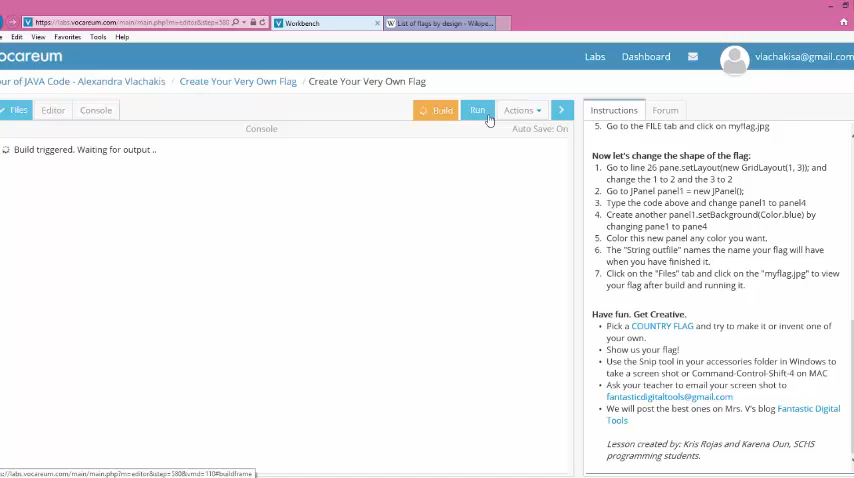 https://labs.vocareum.com/main/main.php?m=editor&step=580
Workbench
List of flags by design - Wikipe...
Edit View Favorites Tools Help
ocareum
Labs Dashboard vlachakisa@gmail.com
our of JAVA Code - Alexandra Vlachakis / Create Your Very Own Flag / Create Your Very Own Flag
Files Editor Console Build Run Actions Instructions Forum
Console Auto Save: On
Build triggered. Waiting for output ..
5. Go to the FILE tab and click on myflag.jpg
Now let's change the shape of the flag:
1. Go to line 26 pane.setLayout(new GridLayout(1, 3)); and
change the 1 to 2 and the 3 to 2
2. Go to JPanel panel1 = new JPanel();
3. Type the code above and change panel1 to panel4
4. Create another panel1.setBackground(Color.blue) by
changing pane1 to pane4
5. Color this new panel any color you want.
6. The "String outfile" names the name your flag will have
when you have finished it.
7. Click on the "Files" tab and click on the "myflag.jpg" to view
your flag after build and running it.
Have fun. Get Creative.
• Pick a COUNTRY FLAG and try to make it or invent one of
your own.
• Show us your flag!
• Use the Snip tool in your accessories folder in Windows to
take a screen shot or Command-Control-Shift-4 on MAC
• Ask your teacher to email your screen shot to
fantasticdigitaltools@gmail.com
• We will post the best ones on Mrs. V's blog Fantastic Digital
Tools
Lesson created by: Kris Rojas and Karena Oun, SCHS
programming students.
s://labs.vocareum.com/main/main.php?m=editor&step=580&vmd=110#buildframe